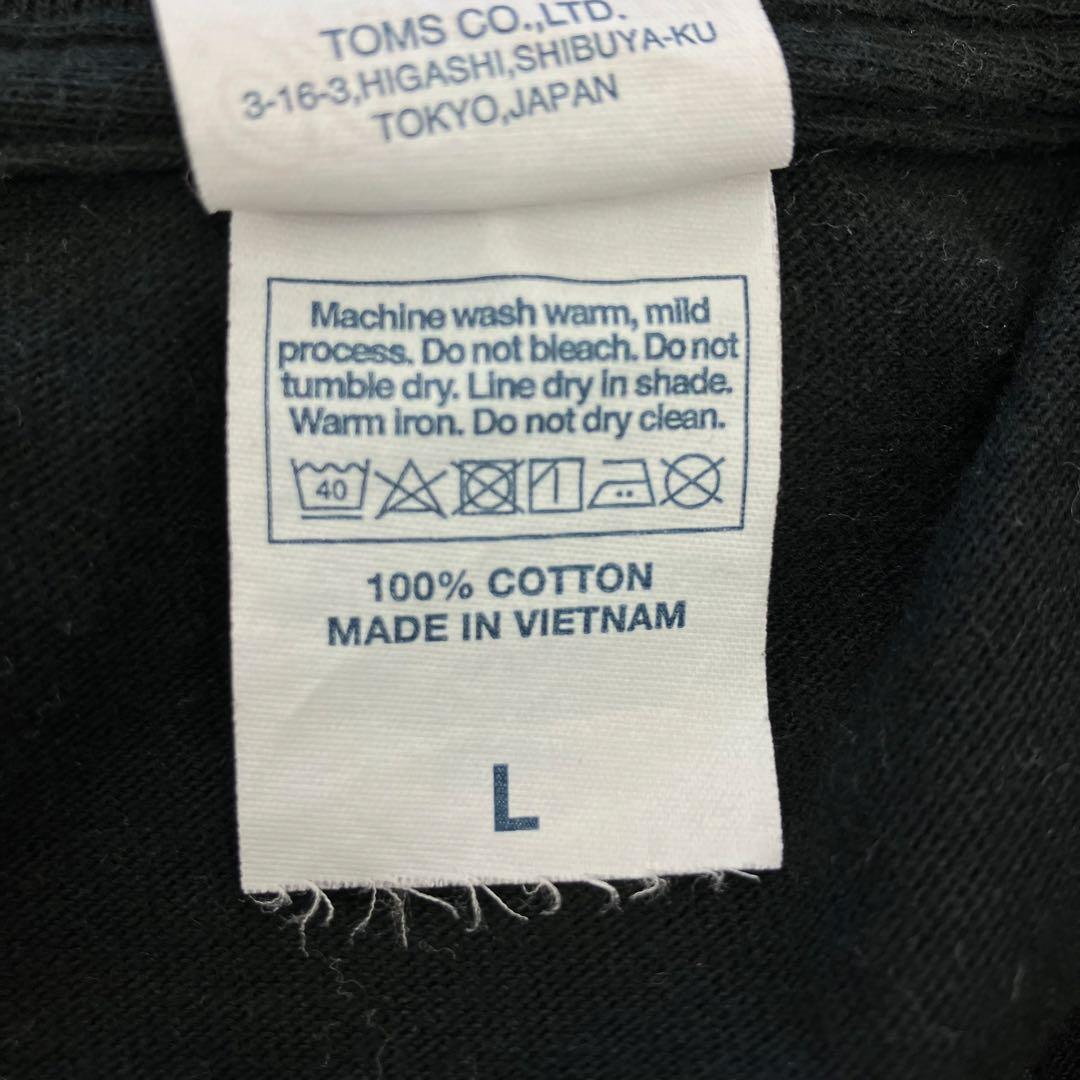 TOMS CO.,LTD.
3-16-3,HIGASHI,SHIBUYA-KU
TOKYO,JAPAN
Machine wash warm, mild
process. Do not bleach. Do not
tumble dry. Line dry in shade.
Warm iron. Do not dry clean.
40
100% COTTON
MADE IN VIETNAM
L